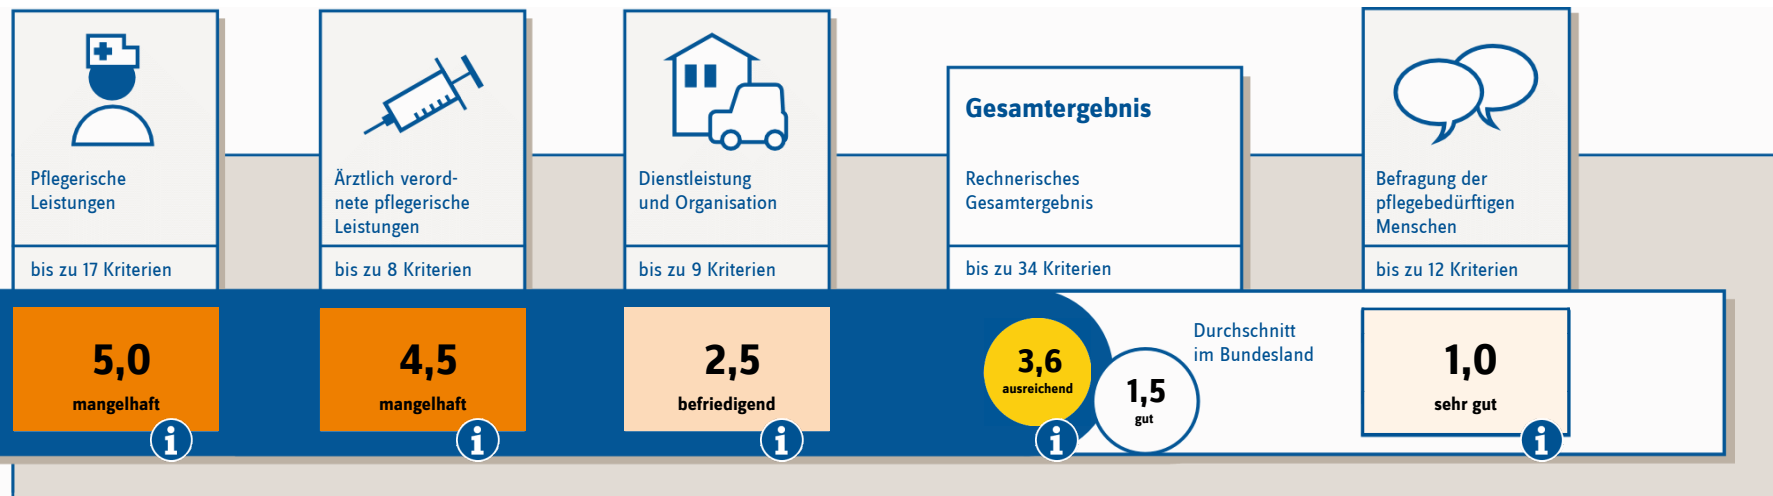 Pflegerische
Leistungen
bis zu 17 Kriterien
5,0
mangelhaft
i
Ärztlich verord-
nete pflegerische
Leistungen
bis zu 8 Kriterien
4,5
mangelhaft
i
Dienstleistung
und Organisation
bis zu 9 Kriterien
2,5
befriedigend
i
Gesamtergebnis
Rechnerisches
Gesamtergebnis
bis zu 34 Kriterien
3,6
ausreichend
i
1,5
gut
Durchschnitt
im Bundesland
Befragung der
pflegebedürftigen
Menschen
bis zu 12 Kriterien
1,0
sehr gut
i